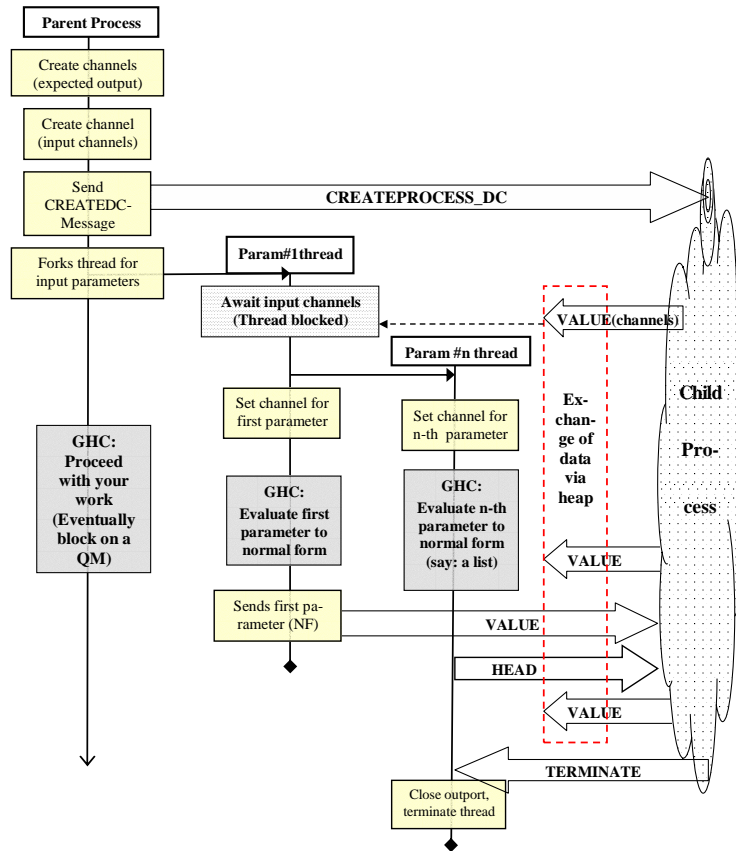 Parent Process
Create channels
(expected output)
Create channel
(input channels)
Send
CREATEDC-
Message
CREATEPROCESS_DC
Forks thread for
input parameters
Param#1thread
Await input channels
(Thread blocked)
VALUE(channels)
Param #n thread
Set channel for
first parameter
Set channel for
n-th parameter
Ex-
chan-
ge of
data
via
heap
Child
Pro-
cess
GHC:
Proceed
with your
work
(Eventually
block on a
QM)
GHC:
Evaluate first
parameter to
normal form
GHC:
Evaluate n-th
parameter to
normal form
(say: a list)
VALUE
Sends first pa-
rameter (NF)
VALUE
HEAD
VALUE
TERMINATE
Close outport,
terminate thread